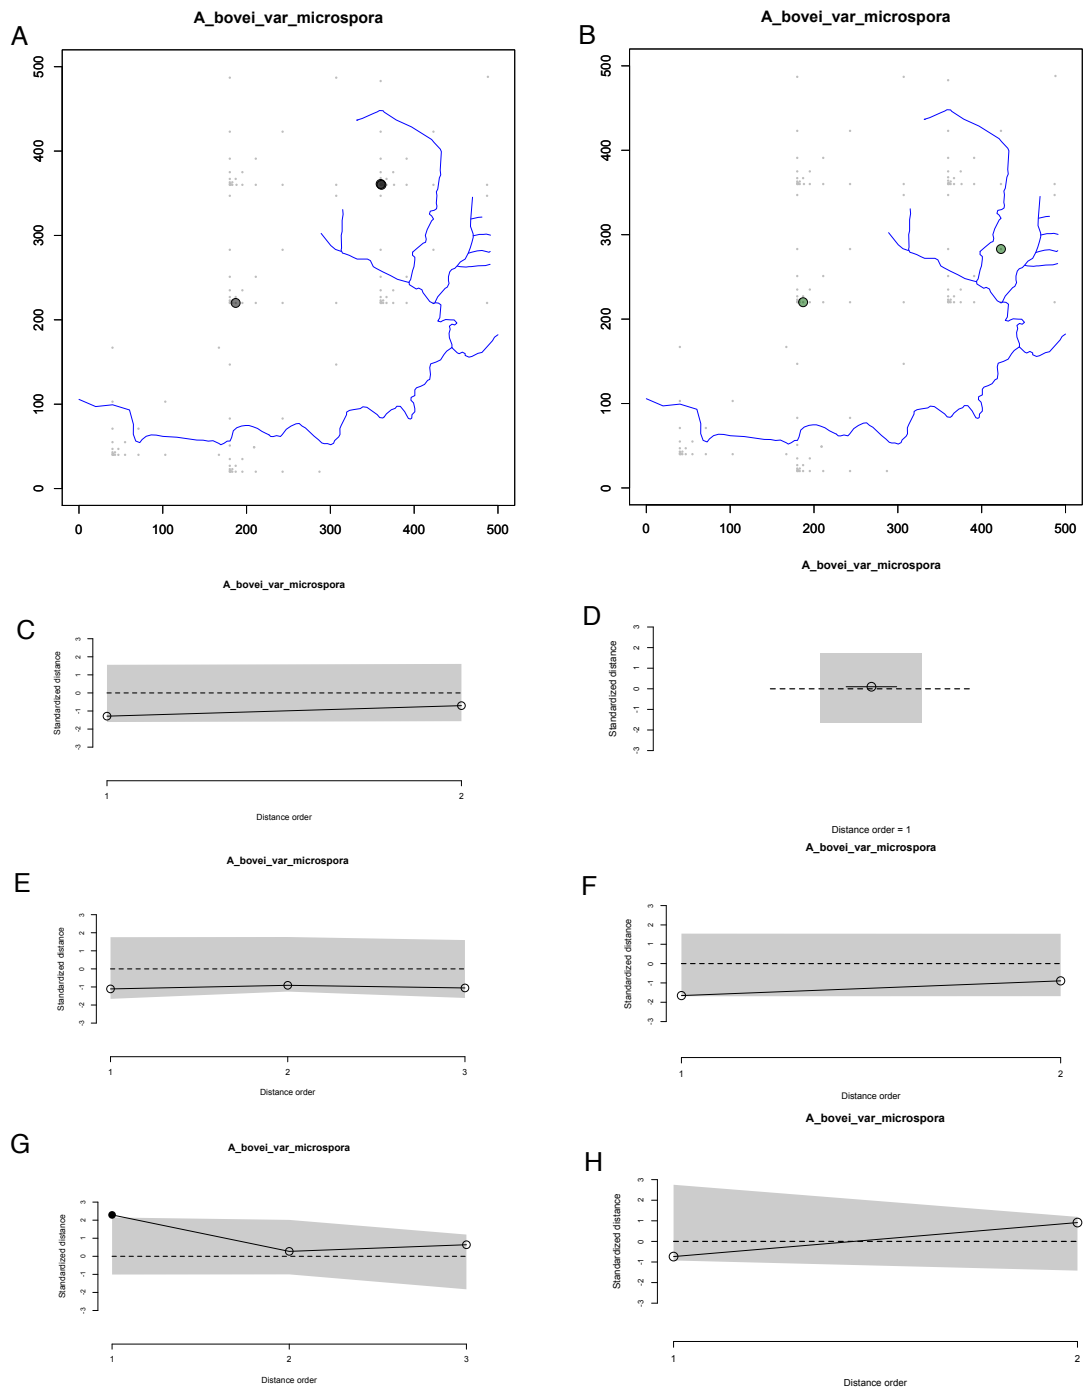 A_bovei_var_microspora
A
500
400
300
200
100
0
0 100 200 300 400 500
A_bovei_var_microspora
B
500
400
300
200
100
0
0 100 200 300 400 500
A_bovei_var_microspora
C
Standardized distance
3
2
1
0
-1
-2
-3
1 2
Distance order
A_bovei_var_microspora
D
Standardized distance
3
2
1
0
-1
-2
-3
Distance order = 1
A_bovei_var_microspora
E
Standardized distance
3
2
1
0
-1
-2
-3
1 2 3
Distance order
A_bovei_var_microspora
F
Standardized distance
3
2
1
0
-1
-2
-3
1 2
Distance order
A_bovei_var_microspora
G
Standardized distance
3
2
1
0
-1
-2
-3
1 2 3
Distance order
A_bovei_var_microspora
H
Standardized distance
3
2
1
0
-1
-2
-3
1 2
Distance order